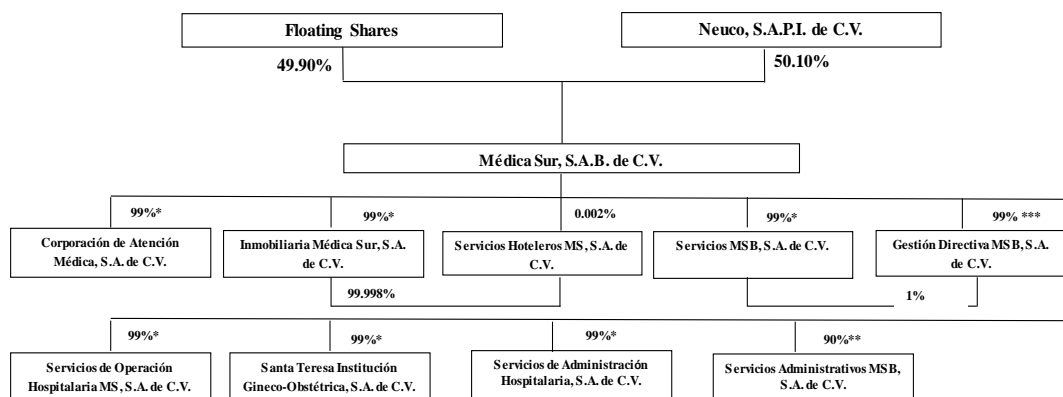 Floating Shares
Neuco, S.A.P.I. de C.V.
49.90%
50.10%
Médica Sur, S.A.B. de C.V.
99%*
99%*
0.002%
99%*
99% ***
Corporación de Atención
Médica, S.A. de C.V.
Inmobiliaria Médica Sur, S.A.
de C.V.
Servicios Hoteleros MS, S.A. de
C.V.
Servicios MSB, S.A. de C.V.
Gestión Directiva MSB, S.A.
de C.V.
99.998%
1%
99%*
99%*
99%*
90%**
Servicios de Operación
Hospitalaria MS, S.A. de C.V.
Santa Teresa Institución
Gineco-Obstétrica, S.A. de C.V.
Servicios de Administración
Hospitalaria, S.A. de C.V.
Servicios Administrativos MSB,
S.A. de C.V.